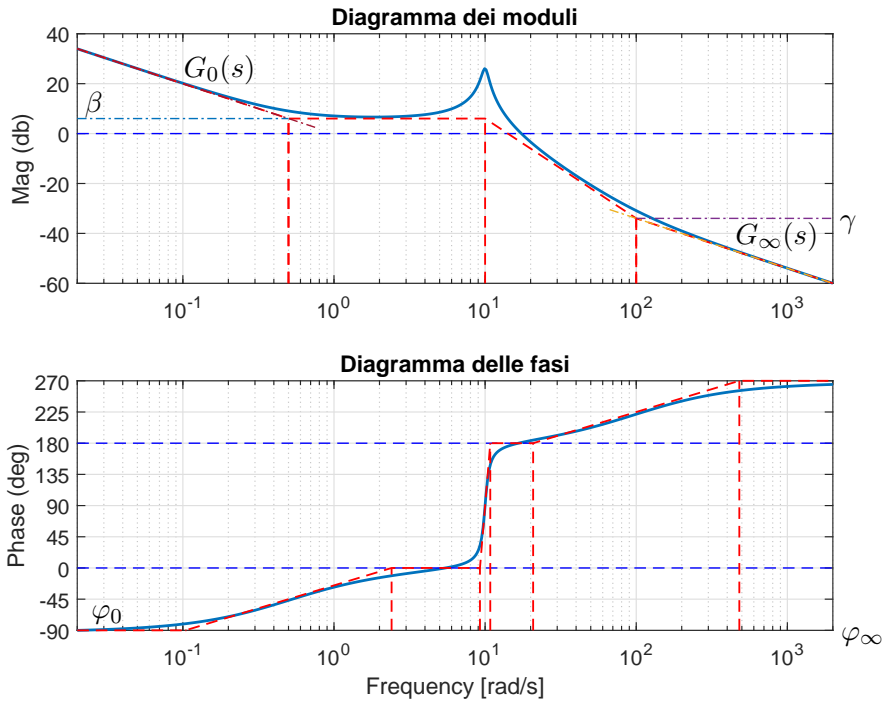 Diagramma dei moduli
40
20
0
-20
-40
-60
Mag (db)
G₀(s)
β
G∞(s)
γ
10⁻¹ 10⁰ 10¹ 10² 10³
Diagramma delle fasi
270
225
180
135
90
45
0
-45
-90
Phase (deg)
φ₀
φ∞
10⁻¹ 10⁰ 10¹ 10² 10³
Frequency [rad/s]